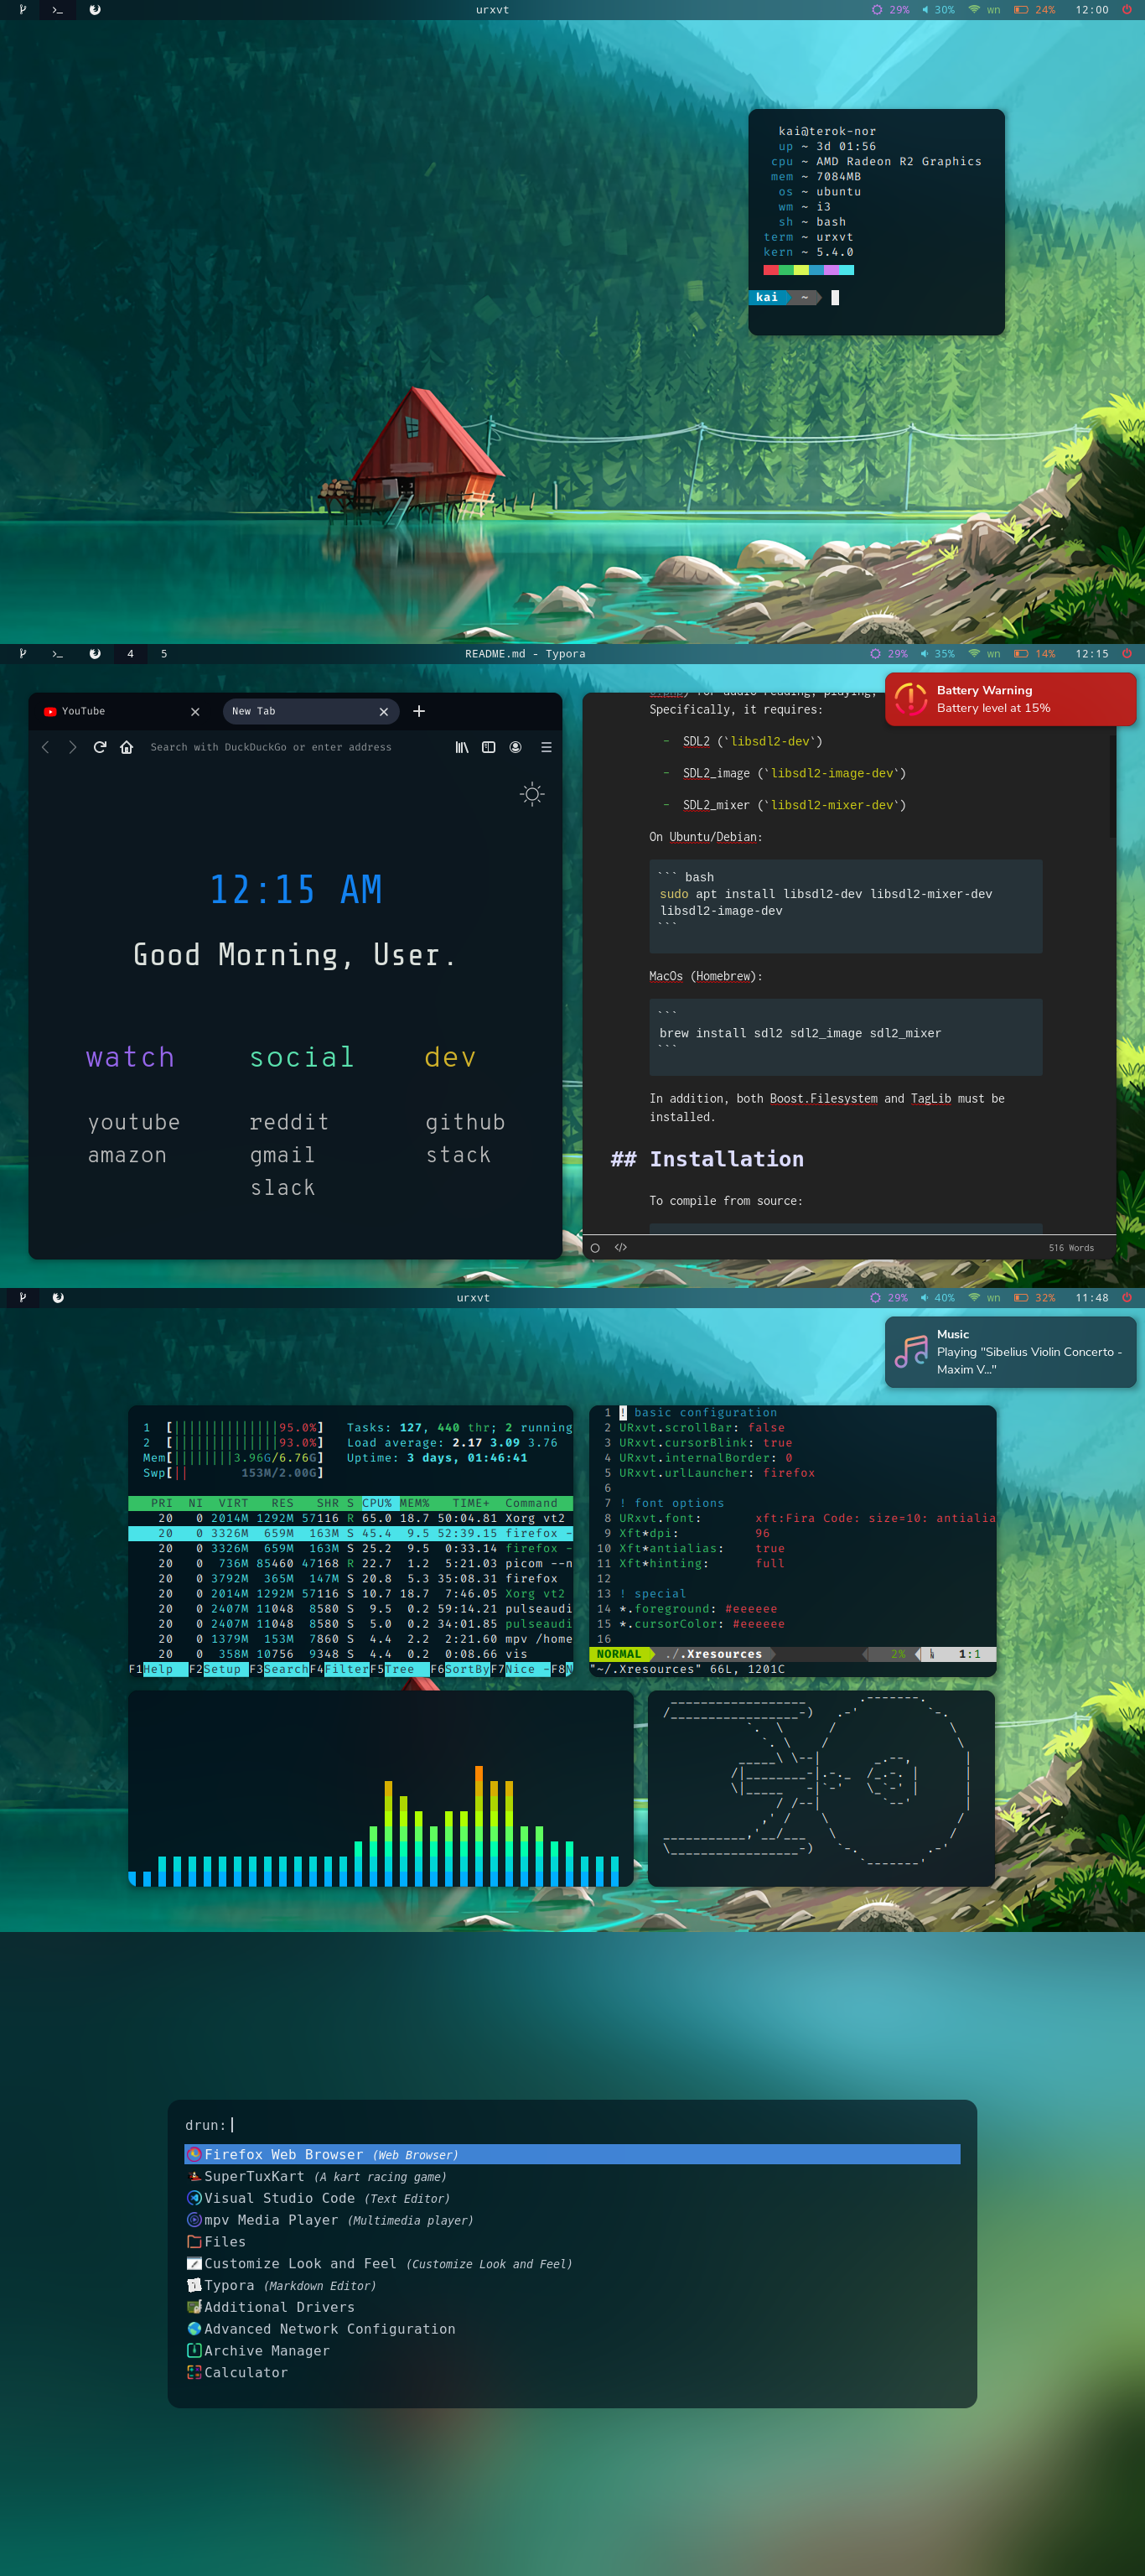 urxvt
29% 30% wn 24% 12:00
kai@terok-nor
up ~ 3d 01:56
cpu ~ AMD Radeon R2 Graphics
mem ~ 7084MB
os ~ ubuntu
wm ~ i3
sh ~ bash
term ~ urxvt
kern ~ 5.4.0
kai ~
4 5 README.md - Typora 29% 35% wn 14% 12:15
Battery Warning
Battery level at 15%
YouTube New Tab
Search with DuckDuckGo or enter address
12:15 AM
Good Morning, User.
watch social dev
youtube reddit github
amazon gmail stack
slack
Specifically, it requires:
- SDL2 (`libsdl2-dev`)
- SDL2_image (`libsdl2-image-dev`)
- SDL2_mixer (`libsdl2-mixer-dev`)
On Ubuntu/Debian:
``` bash
sudo apt install libsdl2-dev libsdl2-mixer-dev
libsdl2-image-dev
```
MacOs (Homebrew):
```
brew install sdl2 sdl2_image sdl2_mixer
```
In addition, both Boost.Filesystem and TagLib must be
installed.
## Installation
To compile from source:
516 Words
urxvt 29% 40% wn 32% 11:48
Music
Playing "Sibelius Violin Concerto -
Maxim V..."
1 [||||||||||||||95.0%] Tasks: 127, 440 thr; 2 running
2 [||||||||||||||93.0%] Load average: 2.17 3.09 3.76
Mem[||||||||3.96G/6.76G] Uptime: 3 days, 01:46:41
Swp[|| 153M/2.00G]
PRI NI VIRT RES SHR S CPU% MEM% TIME+ Command
20 0 2014M 1292M 57116 R 65.0 18.7 50:04.81 Xorg vt2
20 0 3326M 659M 163M S 45.4 9.5 52:39.15 firefox -
20 0 3326M 659M 163M S 25.2 9.5 0:33.14 firefox -
20 0 736M 85460 47168 R 22.7 1.2 5:21.03 picom --n
20 0 3792M 365M 147M S 20.8 5.3 35:08.31 firefox
20 0 2014M 1292M 57116 S 10.7 18.7 7:46.05 Xorg vt2
20 0 2407M 11048 8580 S 9.5 0.2 59:14.21 pulseaudi
20 0 2407M 11048 8580 S 5.0 0.2 34:01.85 pulseaudi
20 0 1379M 153M 7860 S 4.4 2.2 2:21.60 mpv /home
20 0 358M 10756 9348 S 4.4 0.2 0:08.66 vis
F1Help F2Setup F3SearchF4FilterF5Tree F6SortByF7Nice -F8N
1 ! basic configuration
2 URxvt.scrollBar: false
3 URxvt.cursorBlink: true
4 URxvt.internalBorder: 0
5 URxvt.urlLauncher: firefox
6
7 ! font options
8 URxvt.font: xft:Fira Code: size=10: antialia
9 Xft*dpi: 96
10 Xft*antialias: true
11 Xft*hinting: full
12
13 ! special
14 *.foreground: #eeeeee
15 *.cursorColor: #eeeeee
16
NORMAL ./.Xresources 2% 1:1
"~/.Xresources" 66L, 1201C
drun:
Firefox Web Browser (Web Browser)
SuperTuxKart (A kart racing game)
Visual Studio Code (Text Editor)
mpv Media Player (Multimedia player)
Files
Customize Look and Feel (Customize Look and Feel)
Typora (Markdown Editor)
Additional Drivers
Advanced Network Configuration
Archive Manager
Calculator